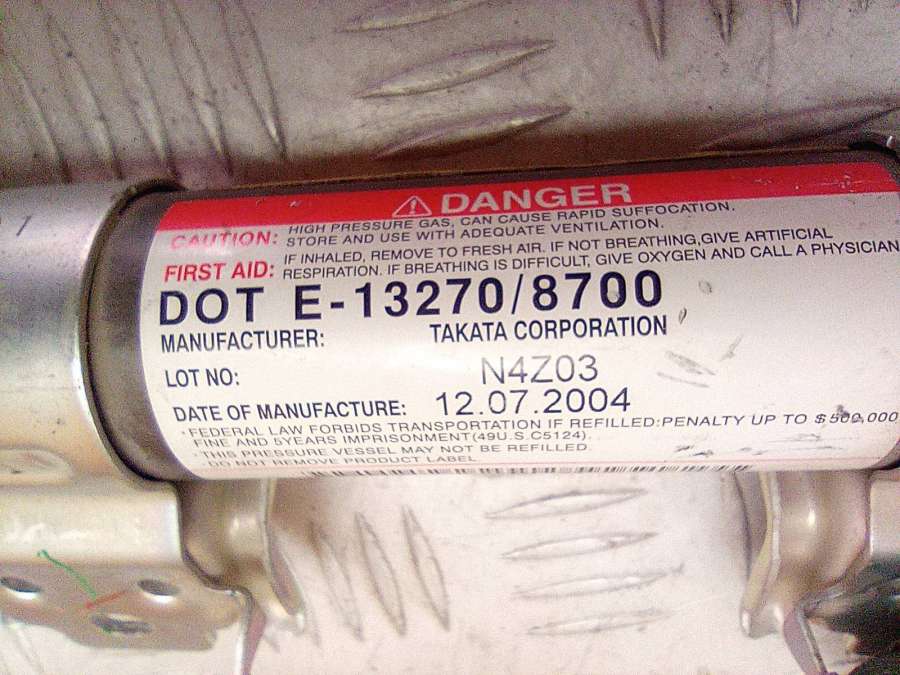 DANGER
CAUTION: HIGH PRESSURE GAS, CAN CAUSE RAPID SUFFOCATION.
STORE AND USE WITH ADEQUATE VENTILATION.
FIRST AID: IF INHALED, REMOVE TO FRESH AIR. IF NOT BREATHING,GIVE ARTIFICIAL
RESPIRATION. IF BREATHING IS DIFFICULT, GIVE OXYGEN AND CALL A PHYSICIAN
DOT E-13270/8700
MANUFACTURER: TAKATA CORPORATION
LOT NO: N4Z03
DATE OF MANUFACTURE: 12.07.2004
・FEDERAL LAW FORBIDS TRANSPORTATION IF REFILLED:PENALTY UP TO $500,000
FINE AND 5YEARS IMPRISONMENT(49U.S.C5124).
・THIS PRESSURE VESSEL MAY NOT BE REFILLED.
・DO NOT REMOVE PRODUCT LABEL